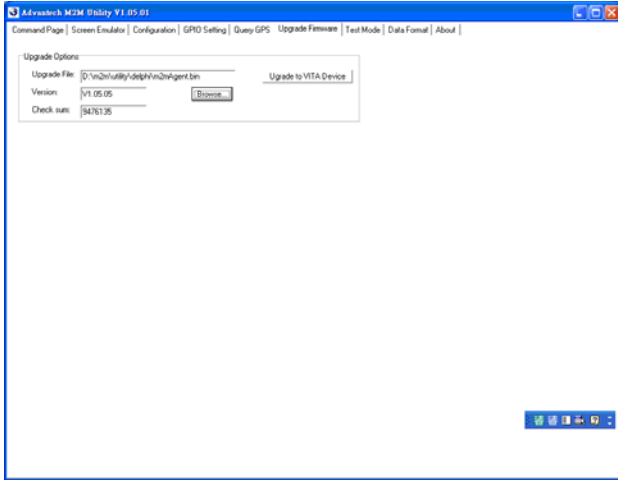 Advantech M2M Utility V1.05.01
Command Page Screen Emulator Configuration GPIO Setting Query GPS Upgrade Firmware Test Mode Data Format About
Upgrade Options
Upgrade File: D:\m2m\utility\delphi\m2mAgent.bin Ugrade to VITA Device
Version: V1.05.05 Browse...
Check sum: 9476135